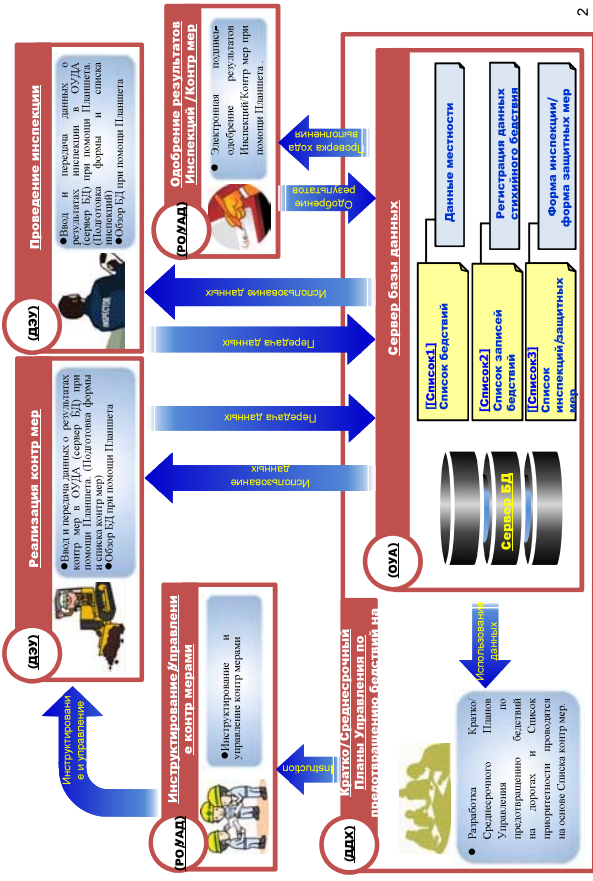 Реализация контр мер
(ДЭУ)
●Ввод и передача данных о результатах
контр мер в ОУДА (сервер БД) при
помощи Планшета. (Подготовка формы
и списка контр мер)
●Обзор БД при помощи Планшета
Проведение инспекции
(ДЭУ)
●Ввод и передача данных о
результатах инспекции в ОУДА
(сервер БД) при помощи Планшета.
(Подготовка формы и списка
инспекций)
●Обзор БД при помощи Планшета
INSPECTOR
Инструктировани
е и управление
Инструктирование /Управлени
е контр мерами
(РО/УАД)
●Инструктирование и
управление контр мерами
Использование
данных
Передача данных
Передача данных
Использование данных
Одобрение результатов
Инспекций /Контр мер
(РО/УАД)
● Электронная подпись-
одобрение результатов
Инспекций/Контр мер при
помощи Планшета .
Одобрение
результатов
Проверка хода
выполнения
Instruction
Кратко/Среднесрочный
Планы Управления по
предотвращению бедствий на
(ДДХ)
● Разработка Кратко/
Среднесрочного Планов
Управления по
предотвращению бедствий
на дорогах и Список
приоритетности проводятся
на основе Списка контр мер.
Использование
данных
Сервер базы данных
(ОУА)
Сервер БД
[[Список1]
Список бедствий
Данные местности
[Список2]
Список записей
бедствий
Регистрация данных
стихийного бедствия
[[Список3]
Список
инспекций/защитных
мер
Форма инспекции/
форма защитных мер
2